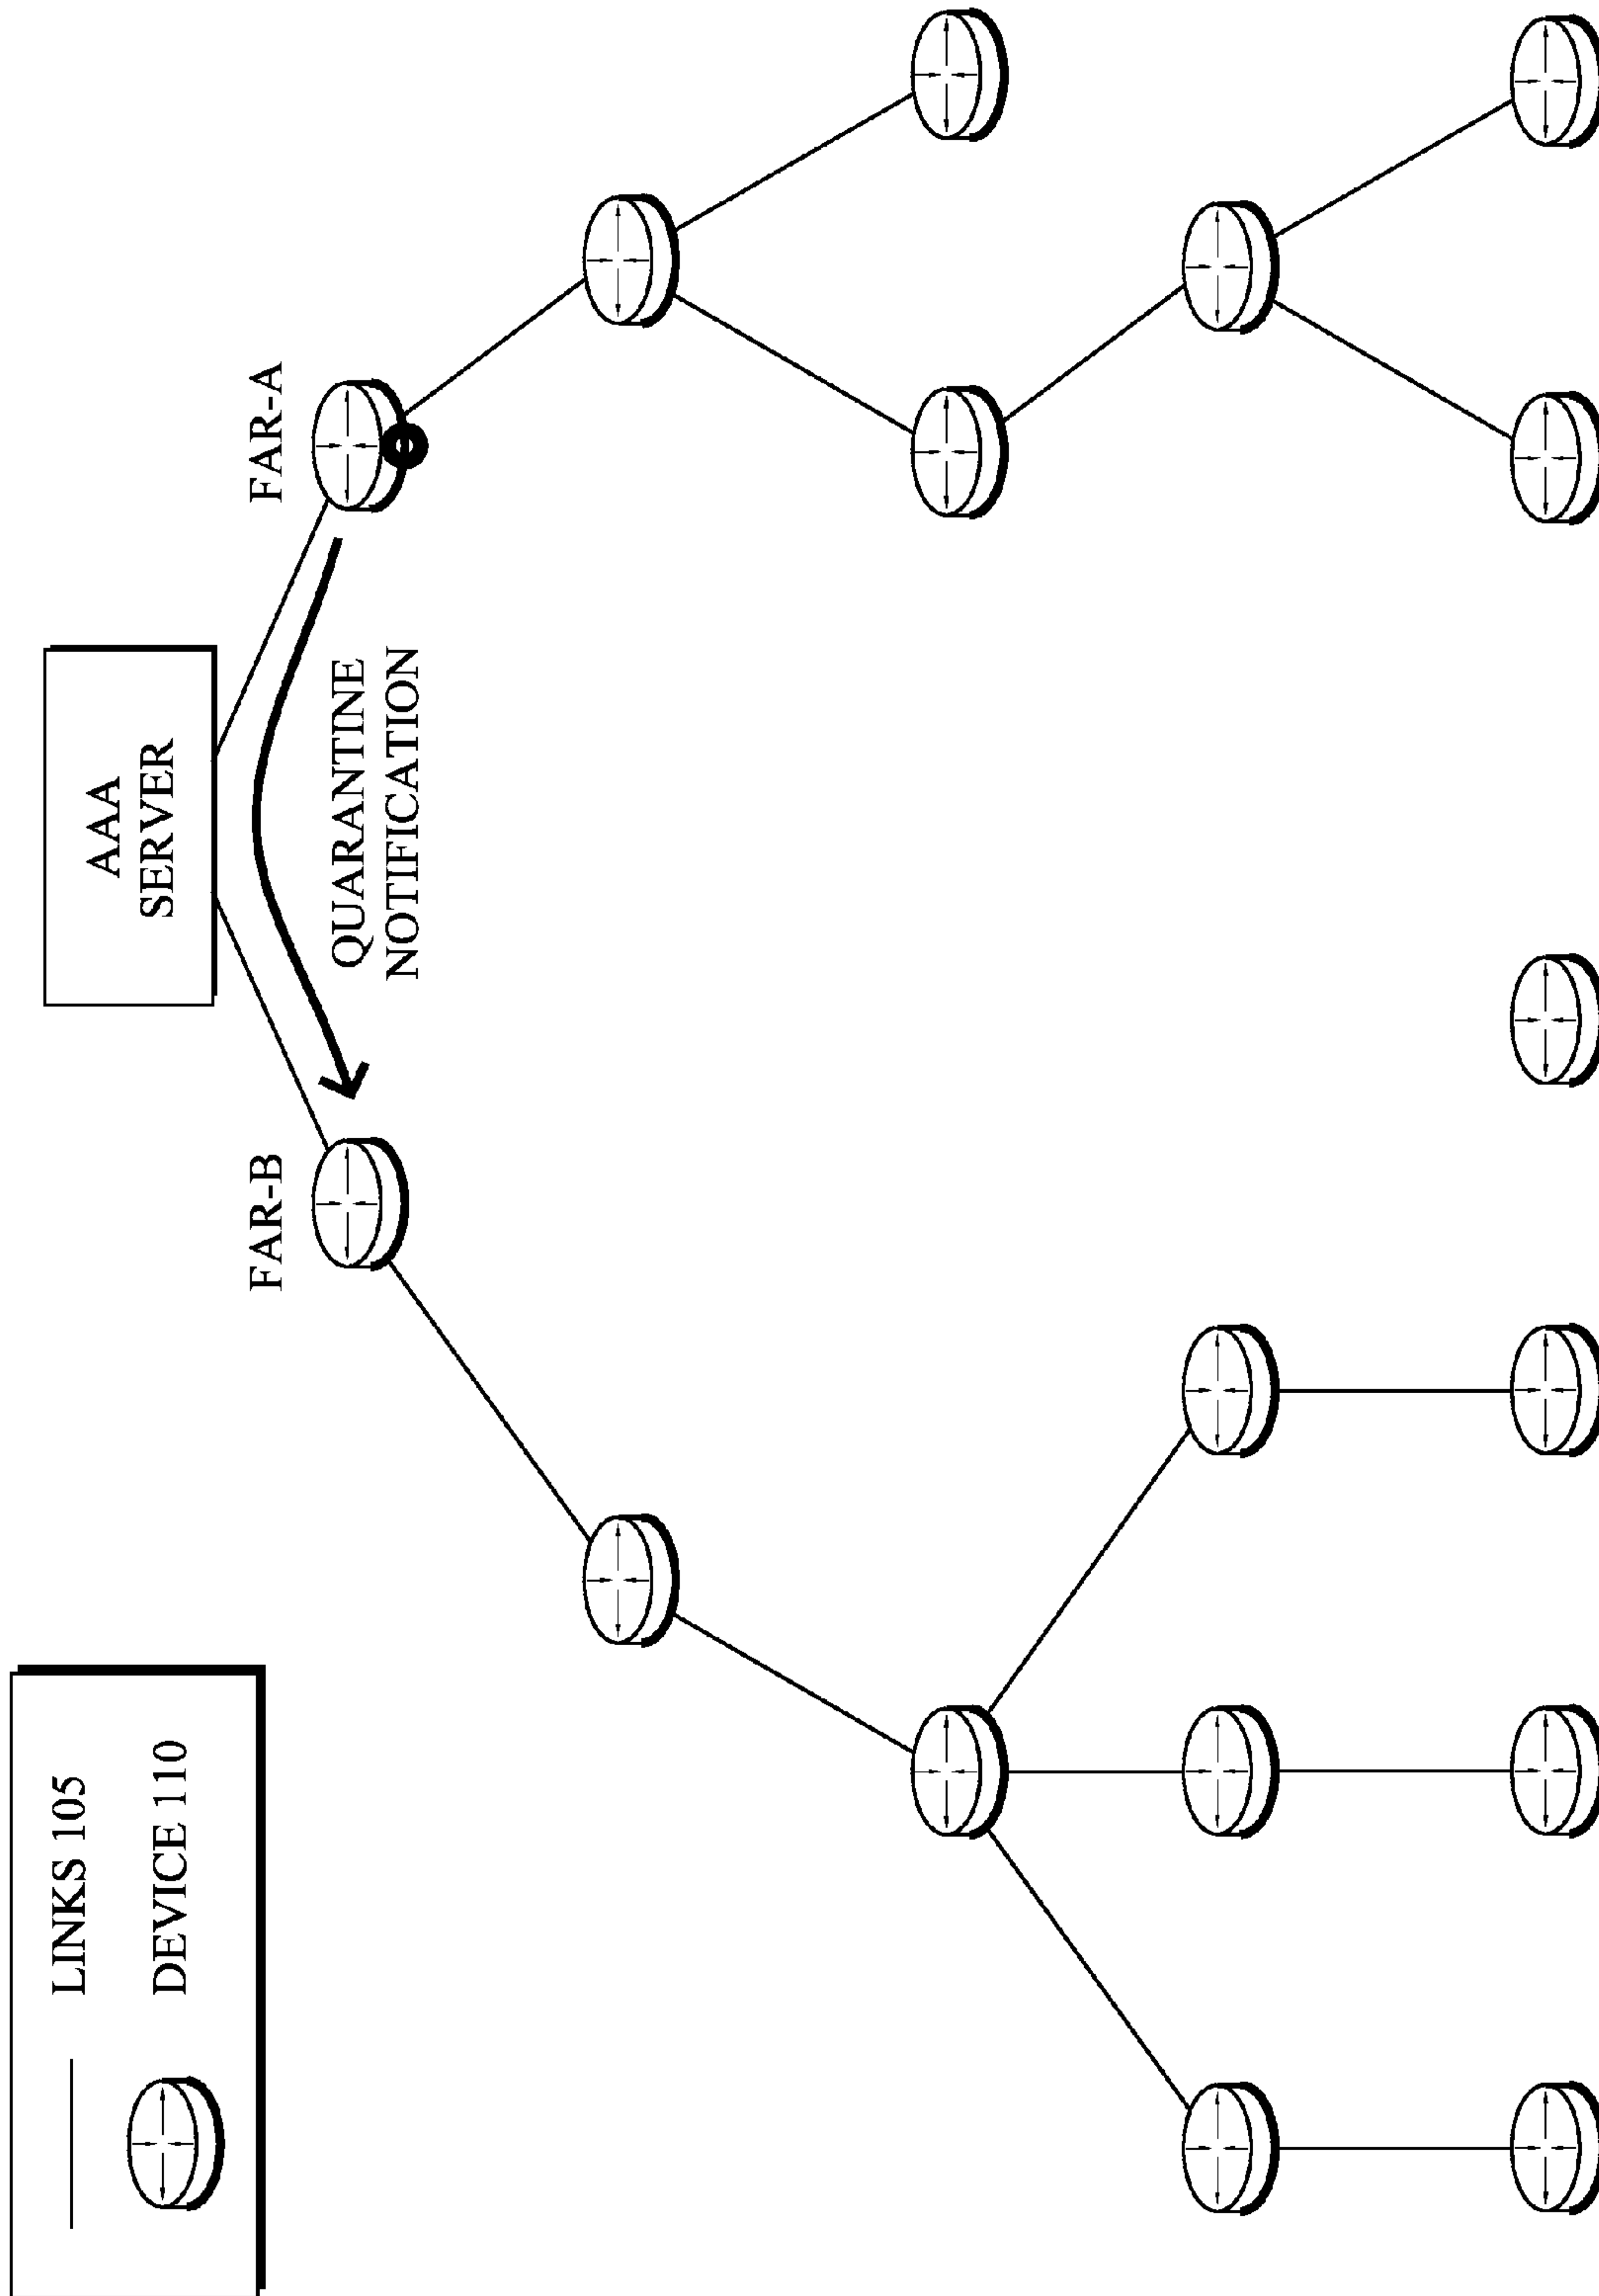 LINKS 105
DEVICE 110
AAA
SERVER
FAR-B
FAR-A
QUARANTINE
NOTIFICATION